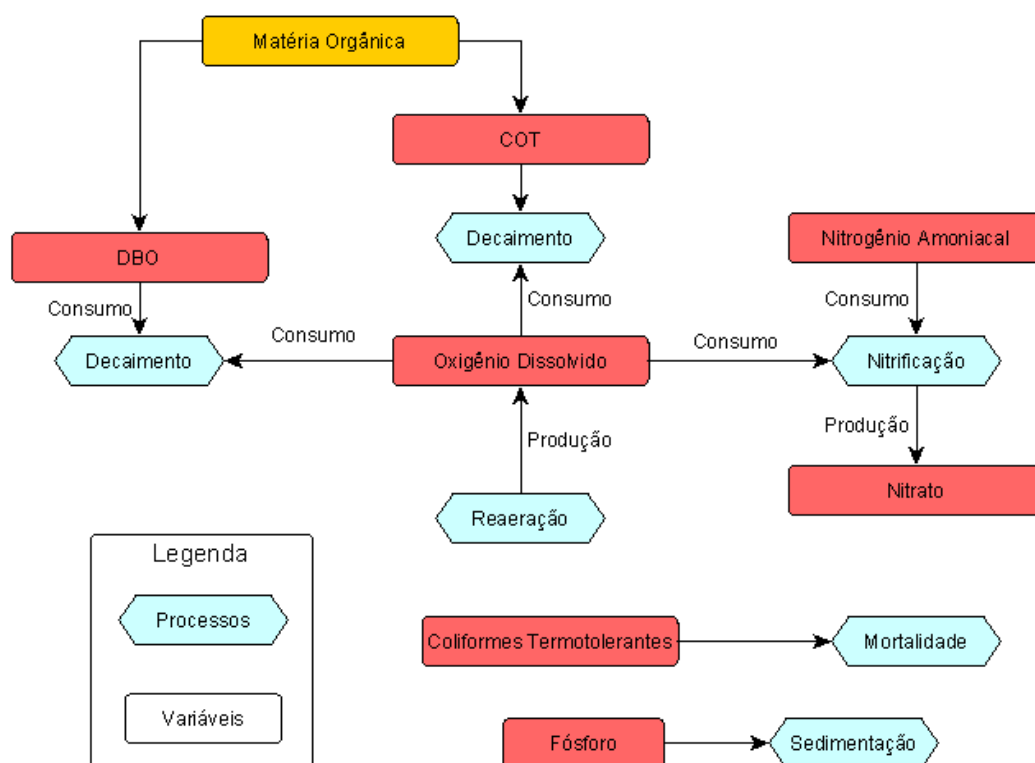 Matéria Orgânica
COT
Decaimento
Nitrogênio Amoniacal
DBO
Consumo
Consumo
Consumo
Decaimento
Consumo
Oxigênio Dissolvido
Consumo
Nitrificação
Produção
Produção
Nitrato
Reaeração
Legenda
Processos
Variáveis
Coliformes Termotolerantes
Mortalidade
Fósforo
Sedimentação